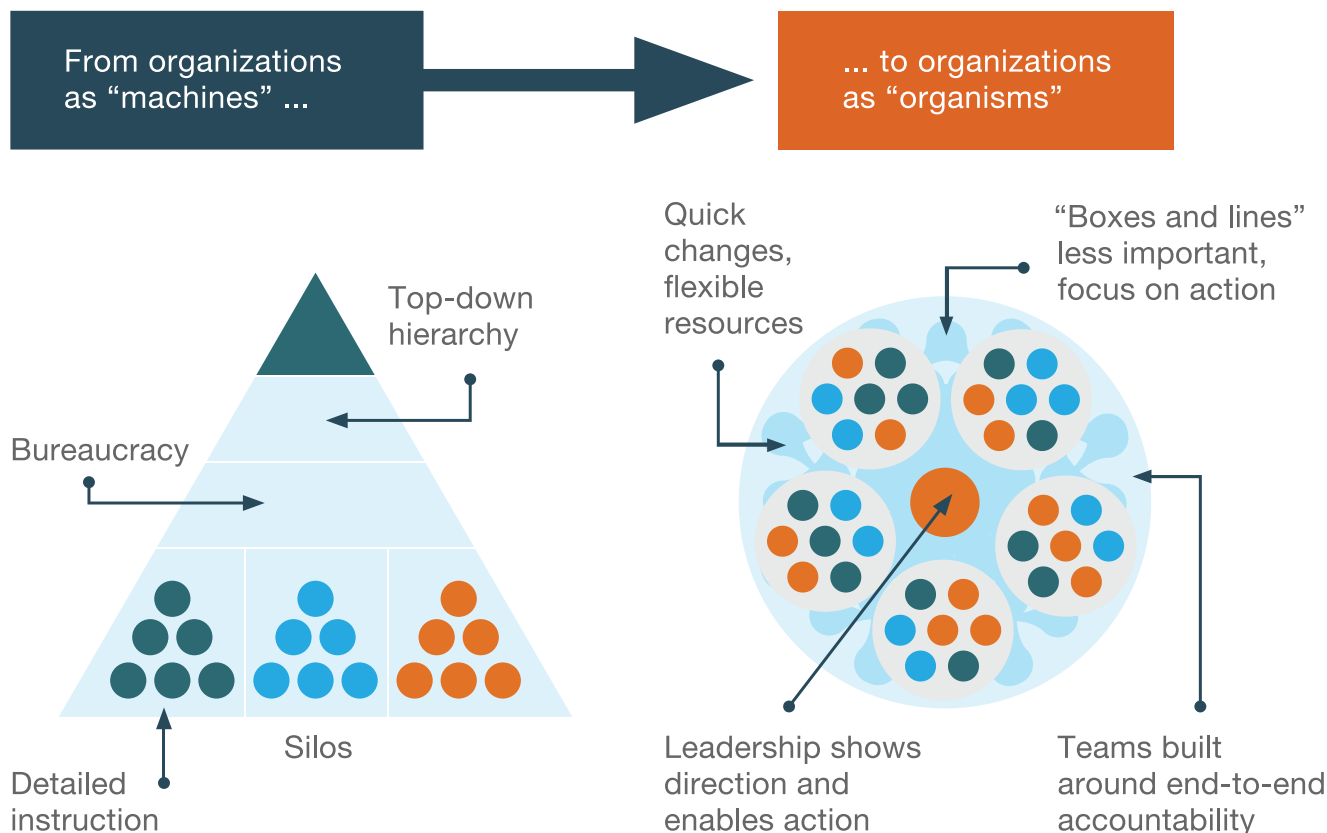 From organizations
as “machines” ...
... to organizations
as “organisms”
Top-down
hierarchy
Bureaucracy
Silos
Detailed
instruction
Quick
changes,
flexible
resources
“Boxes and lines”
less important,
focus on action
Leadership shows
direction and
enables action
Teams built
around end-to-end
accountability